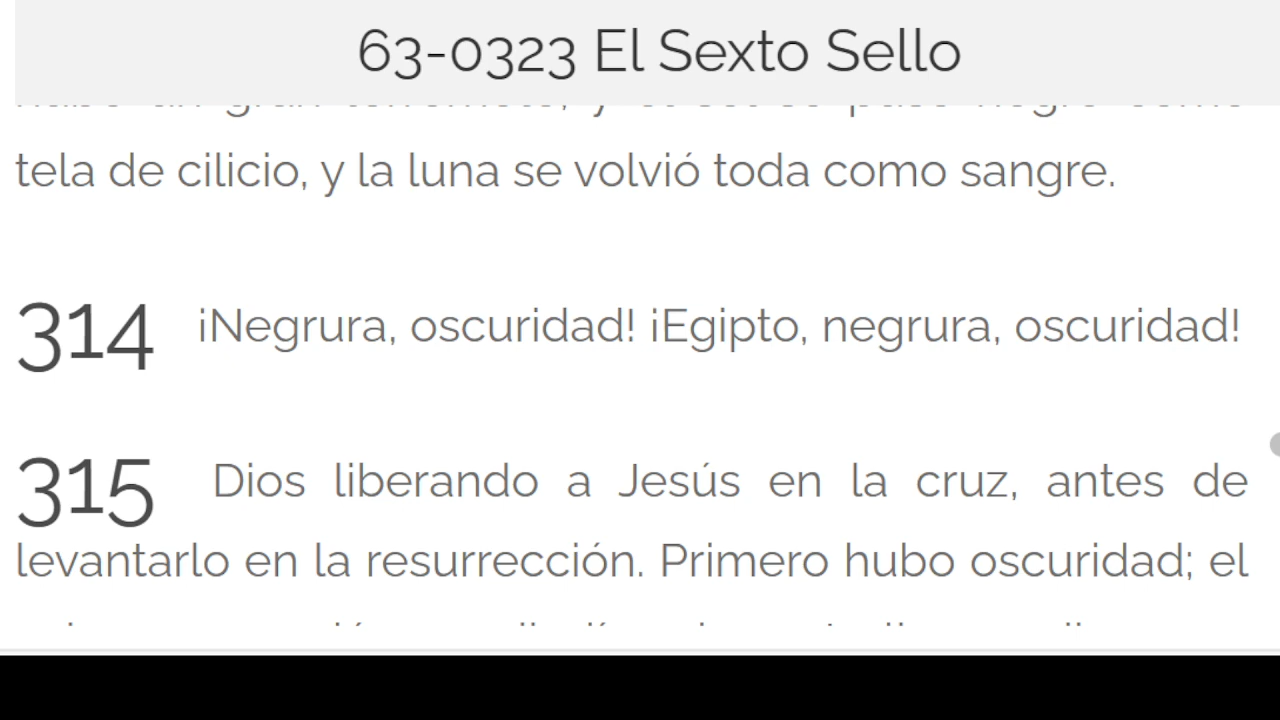 63-0323 El Sexto Sello
tela de cilicio, y la luna se volvió toda como sangre.
314 ¡Negrura, oscuridad! ¡Egipto, negrura, oscuridad!
315 Dios liberando a Jesús en la cruz, antes de
levantarlo en la resurrección. Primero hubo oscuridad; el